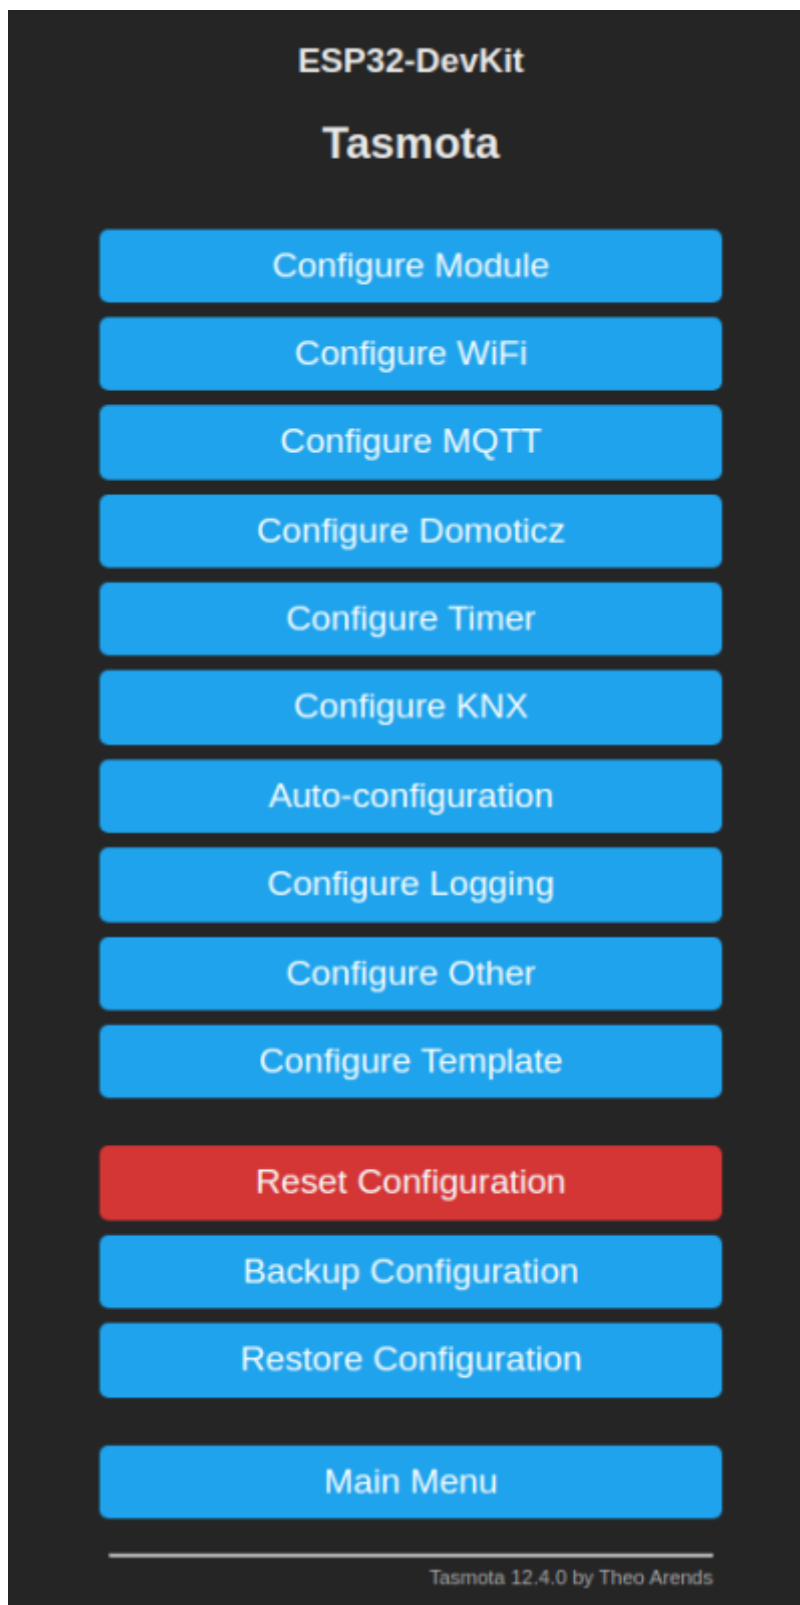 ESP32-DevKit
Tasmota
Configure Module
Configure WiFi
Configure MQTT
Configure Domoticz
Configure Timer
Configure KNX
Auto-configuration
Configure Logging
Configure Other
Configure Template
Reset Configuration
Backup Configuration
Restore Configuration
Main Menu
Tasmota 12.4.0 by Theo Arends